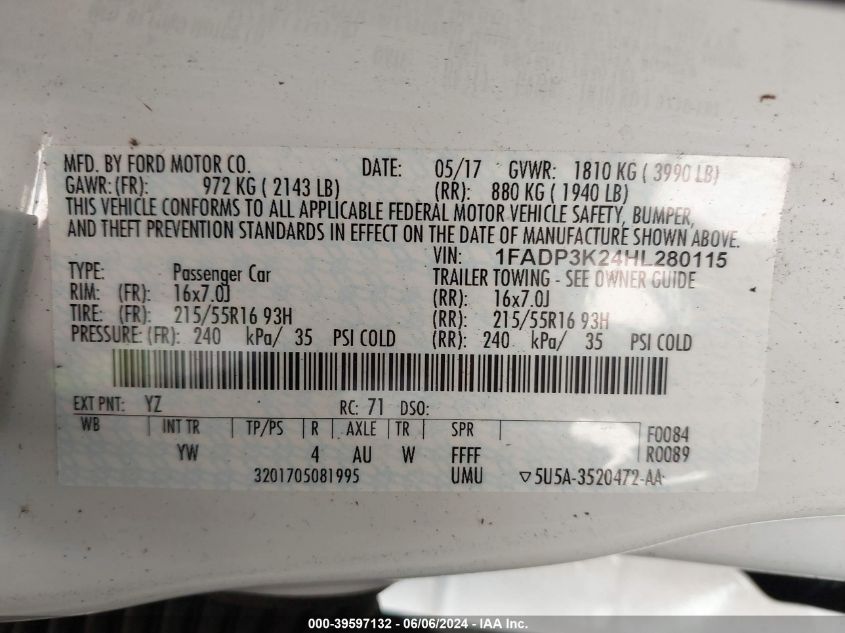 MFD. BY FORD MOTOR CO. DATE: 05/17 GVWR: 1810 KG ( 3990 LB)
GAWR: (FR): 972 KG ( 2143 LB) (RR): 880 KG ( 1940 LB)
THIS VEHICLE CONFORMS TO ALL APPLICABLE FEDERAL MOTOR VEHICLE SAFETY, BUMPER,
AND THEFT PREVENTION STANDARDS IN EFFECT ON THE DATE OF MANUFACTURE SHOWN ABOVE.
VIN: 1FADP3K24HL280115
TYPE: Passenger Car TRAILER TOWING - SEE OWNER GUIDE
RIM: (FR): 16x7.0J (RR): 16x7.0J
TIRE: (FR): 215/55R16 93H (RR): 215/55R16 93H
PRESSURE: (FR): 240 kPa/ 35 PSI COLD (RR): 240 kPa/ 35 PSI COLD
EXT PNT: YZ RC: 71 DSO:
WB INT TR TP/PS R AXLE TR SPR F0084
YW 4 AU W FFFF R0089
3201705081995 UMU ▽5U5A-3520472-AA
000-39597132 - 06/06/2024 - IAA Inc.